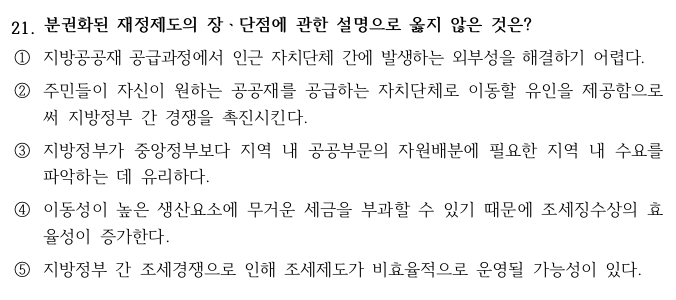 21. 분권화된 재정제도의 장ㆍ단점에 관한 설명으로 옳지 않은 것은?
① 지방공공재 공급과정에서 인근 자치단체 간에 발생하는 외부성을 해결하기 어렵다.
② 주민들이 자신이 원하는 공공재를 공급하는 자치단체로 이동할 유인을 제공함으로
써 지방정부 간 경쟁을 촉진시킨다.
③ 지방정부가 중앙정부보다 지역 내 공공부문의 자원배분에 필요한 지역 내 수요를
파악하는 데 유리하다.
④ 이동성이 높은 생산요소에 무거운 세금을 부과할 수 있기 때문에 조세징수상의 효
율성이 증가한다.
⑤ 지방정부 간 조세경쟁으로 인해 조세제도가 비효율적으로 운영될 가능성이 있다.